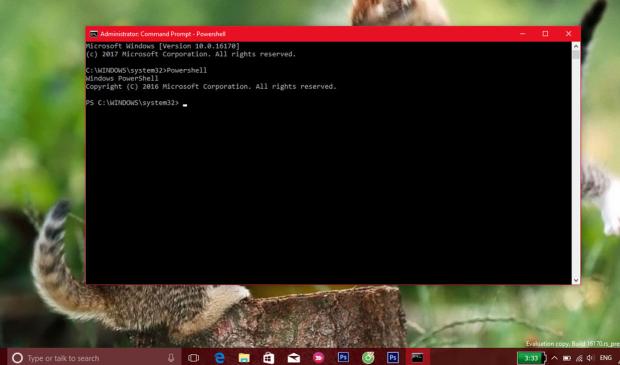 Administrator: Command Prompt - Powershell
Microsoft Windows [Version 10.0.16170]
(c) 2017 Microsoft Corporation. All rights reserved.
C:\WINDOWS\system32>Powershell
Windows PowerShell
Copyright (C) 2016 Microsoft Corporation. All rights reserved.
PS C:\WINDOWS\system32>
Evaluation copy. Build 16170.rs_pre
Type or talk to search
Ps
Ps
3:33
ENG